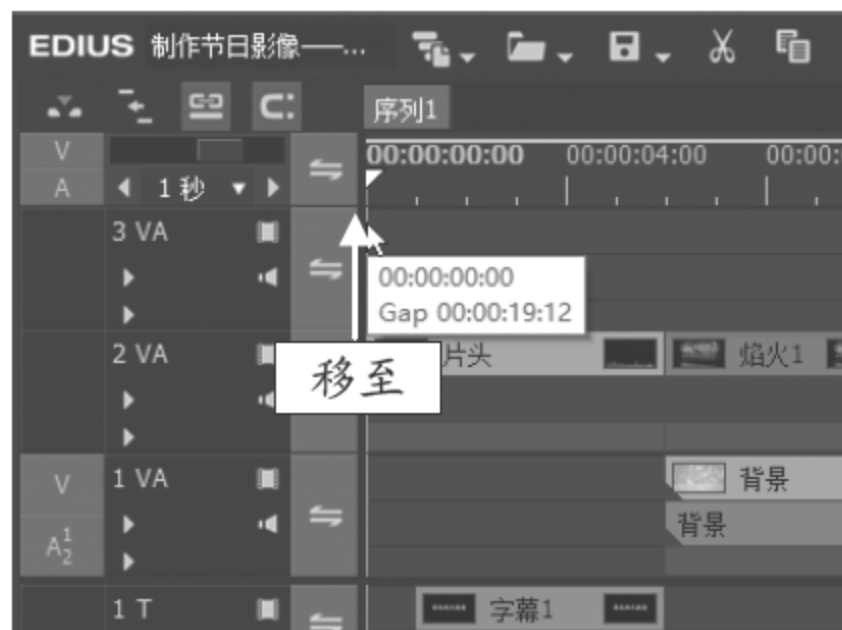 EDIUS 制作节日影像——...
序列1
V
00:00:00:00 00:00:04:00 00:00:
A 1 秒
3 VA
00:00:00:00
Gap 00:00:19:12
2 VA 片头 焰火1
移至
V 1 VA 背景
背景
A12
1 T 字幕1